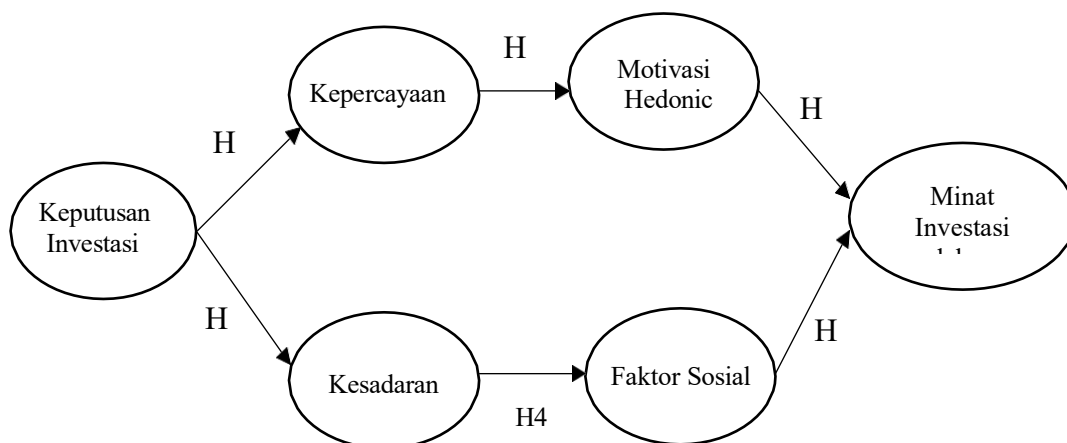 H
Motivasi
Hedonic
Kepercayaan
H
H
Keputusan
Investasi
Minat
Investasi
H
H
Kesadaran
Faktor Sosial
H4